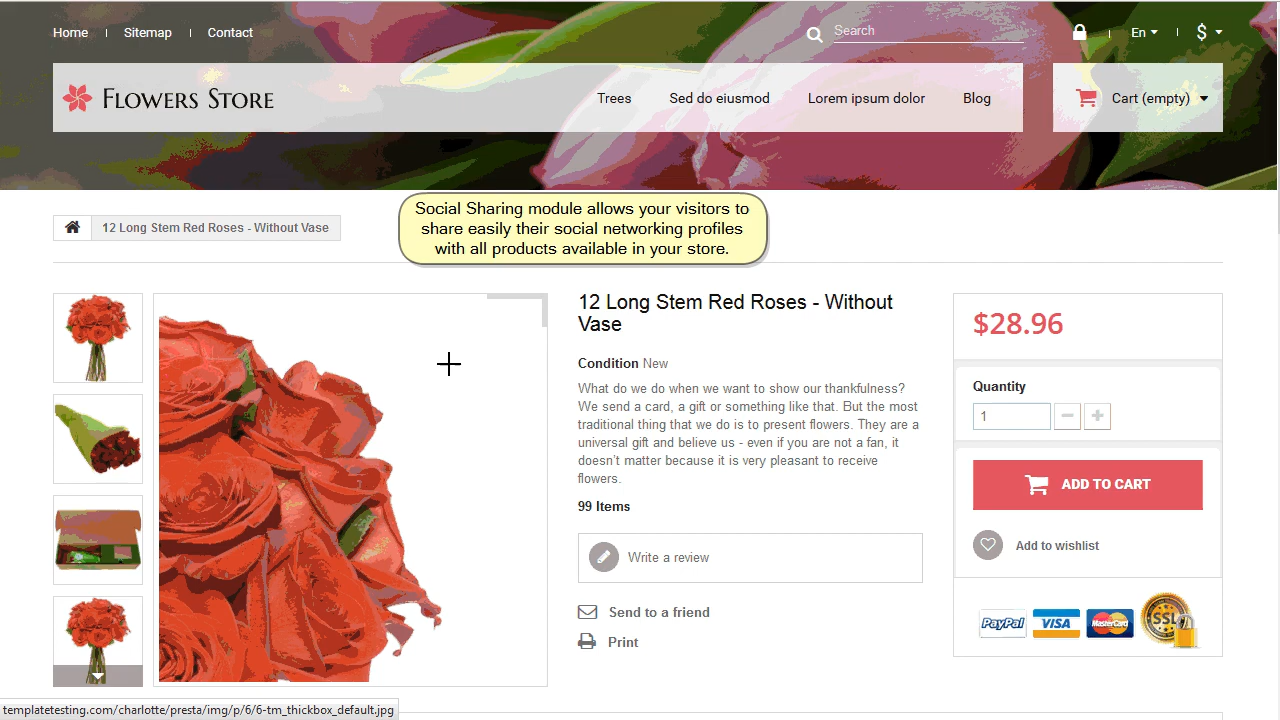 Home
Sitemap
Contact
Search
En
$
FLOWERS STORE
Trees
Sed do eiusmod
Lorem ipsum dolor
Blog
Cart (empty)
Social Sharing module allows your visitors to
share easily their social networking profiles
with all products available in your store.
12 Long Stem Red Roses - Without Vase
12 Long Stem Red Roses - Without
Vase
Condition New
What do we do when we want to show our thankfulness?
We send a card, a gift or something like that. But the most
traditional thing that we do is to present flowers. They are a
universal gift and believe us - even if you are not a fan, it
doesn't matter because it is very pleasant to receive
flowers.
99 Items
Write a review
Send to a friend
Print
$28.96
Quantity
1
ADD TO CART
Add to wishlist
PayPal
VISA
MasterCard
SSL
templatetesting.com/charlotte/presta/img/p/6/6-tm_thickbox_default.jpg